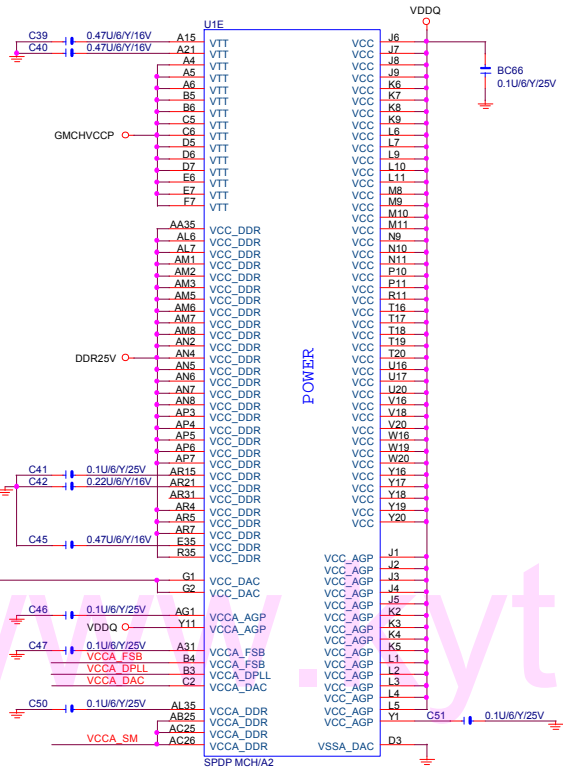 U1E
VDDQ
C39 0.47U/6/Y/16V A15 VTT VCC J6
C40 0.47U/6/Y/16V A21 VTT VCC J7
A4 VTT VCC J8
A5 VTT VCC J9
A6 VTT VCC K6
B5 VTT VCC K7
B6 VTT VCC K8
C5 VTT VCC K9
GMCHVCCP C6 VTT VCC L6
D5 VTT VCC L7
D6 VTT VCC L9
D7 VTT VCC L10
E6 VTT VCC L11
E7 VTT VCC M8
F7 VTT VCC M9
BC66
0.1U/6/Y/25V
VCC M10
AA35 VCC_DDR VCC M11
AL6 VCC_DDR VCC N9
AL7 VCC_DDR VCC N10
AM1 VCC_DDR VCC N11
AM2 VCC_DDR VCC P10
AM3 VCC_DDR VCC P11
AM5 VCC_DDR VCC R11
AM6 VCC_DDR VCC T16
AM7 VCC_DDR VCC T17
AM8 VCC_DDR VCC T18
AN2 VCC_DDR VCC T19
DDR25V AN4 VCC_DDR VCC T20
AN5 VCC_DDR VCC U16
AN6 VCC_DDR VCC U17
AN7 VCC_DDR VCC U20
AN8 VCC_DDR VCC V16
AP3 VCC_DDR VCC V18
AP4 VCC_DDR VCC V20
AP5 VCC_DDR VCC W16
AP6 VCC_DDR VCC W19
AP7 VCC_DDR VCC W20
C41 0.1U/6/Y/25V AR15 VCC_DDR VCC Y16
C42 0.22U/6/Y/16V AR21 VCC_DDR VCC Y17
AR31 VCC_DDR VCC Y18
AR4 VCC_DDR VCC Y19
AR5 VCC_DDR VCC Y20
AR7 VCC_DDR
C45 0.47U/6/Y/16V E35 VCC_DDR
R35 VCC_DDR
POWER
VCC_AGP J1
VCC_AGP J2
G1 VCC_DAC VCC_AGP J3
G2 VCC_DAC VCC_AGP J4
VCC_AGP J5
C46 0.1U/6/Y/25V AG1 VCCA_AGP VCC_AGP K2
VDDQ Y11 VCCA_AGP VCC_AGP K3
VCC_AGP K4
C47 0.1U/6/Y/25V A31 VCCA_FSB VCC_AGP K5
VCCA_FSB B4 VCCA_FSB VCC_AGP L1
VCCA_DPLL B3 VCCA_DPLL VCC_AGP L2
VCCA_DAC C2 VCCA_DAC VCC_AGP L3
VCC_AGP L4
C50 0.1U/6/Y/25V AL35 VCCA_DDR VCC_AGP L5
AB25 VCCA_DDR VCC_AGP Y1 C51 0.1U/6/Y/25V
AC25 VCCA_DDR
VCCA_SM AC26 VCCA_DDR VSSA_DAC D3
SPDP MCH/A2
www.kyt